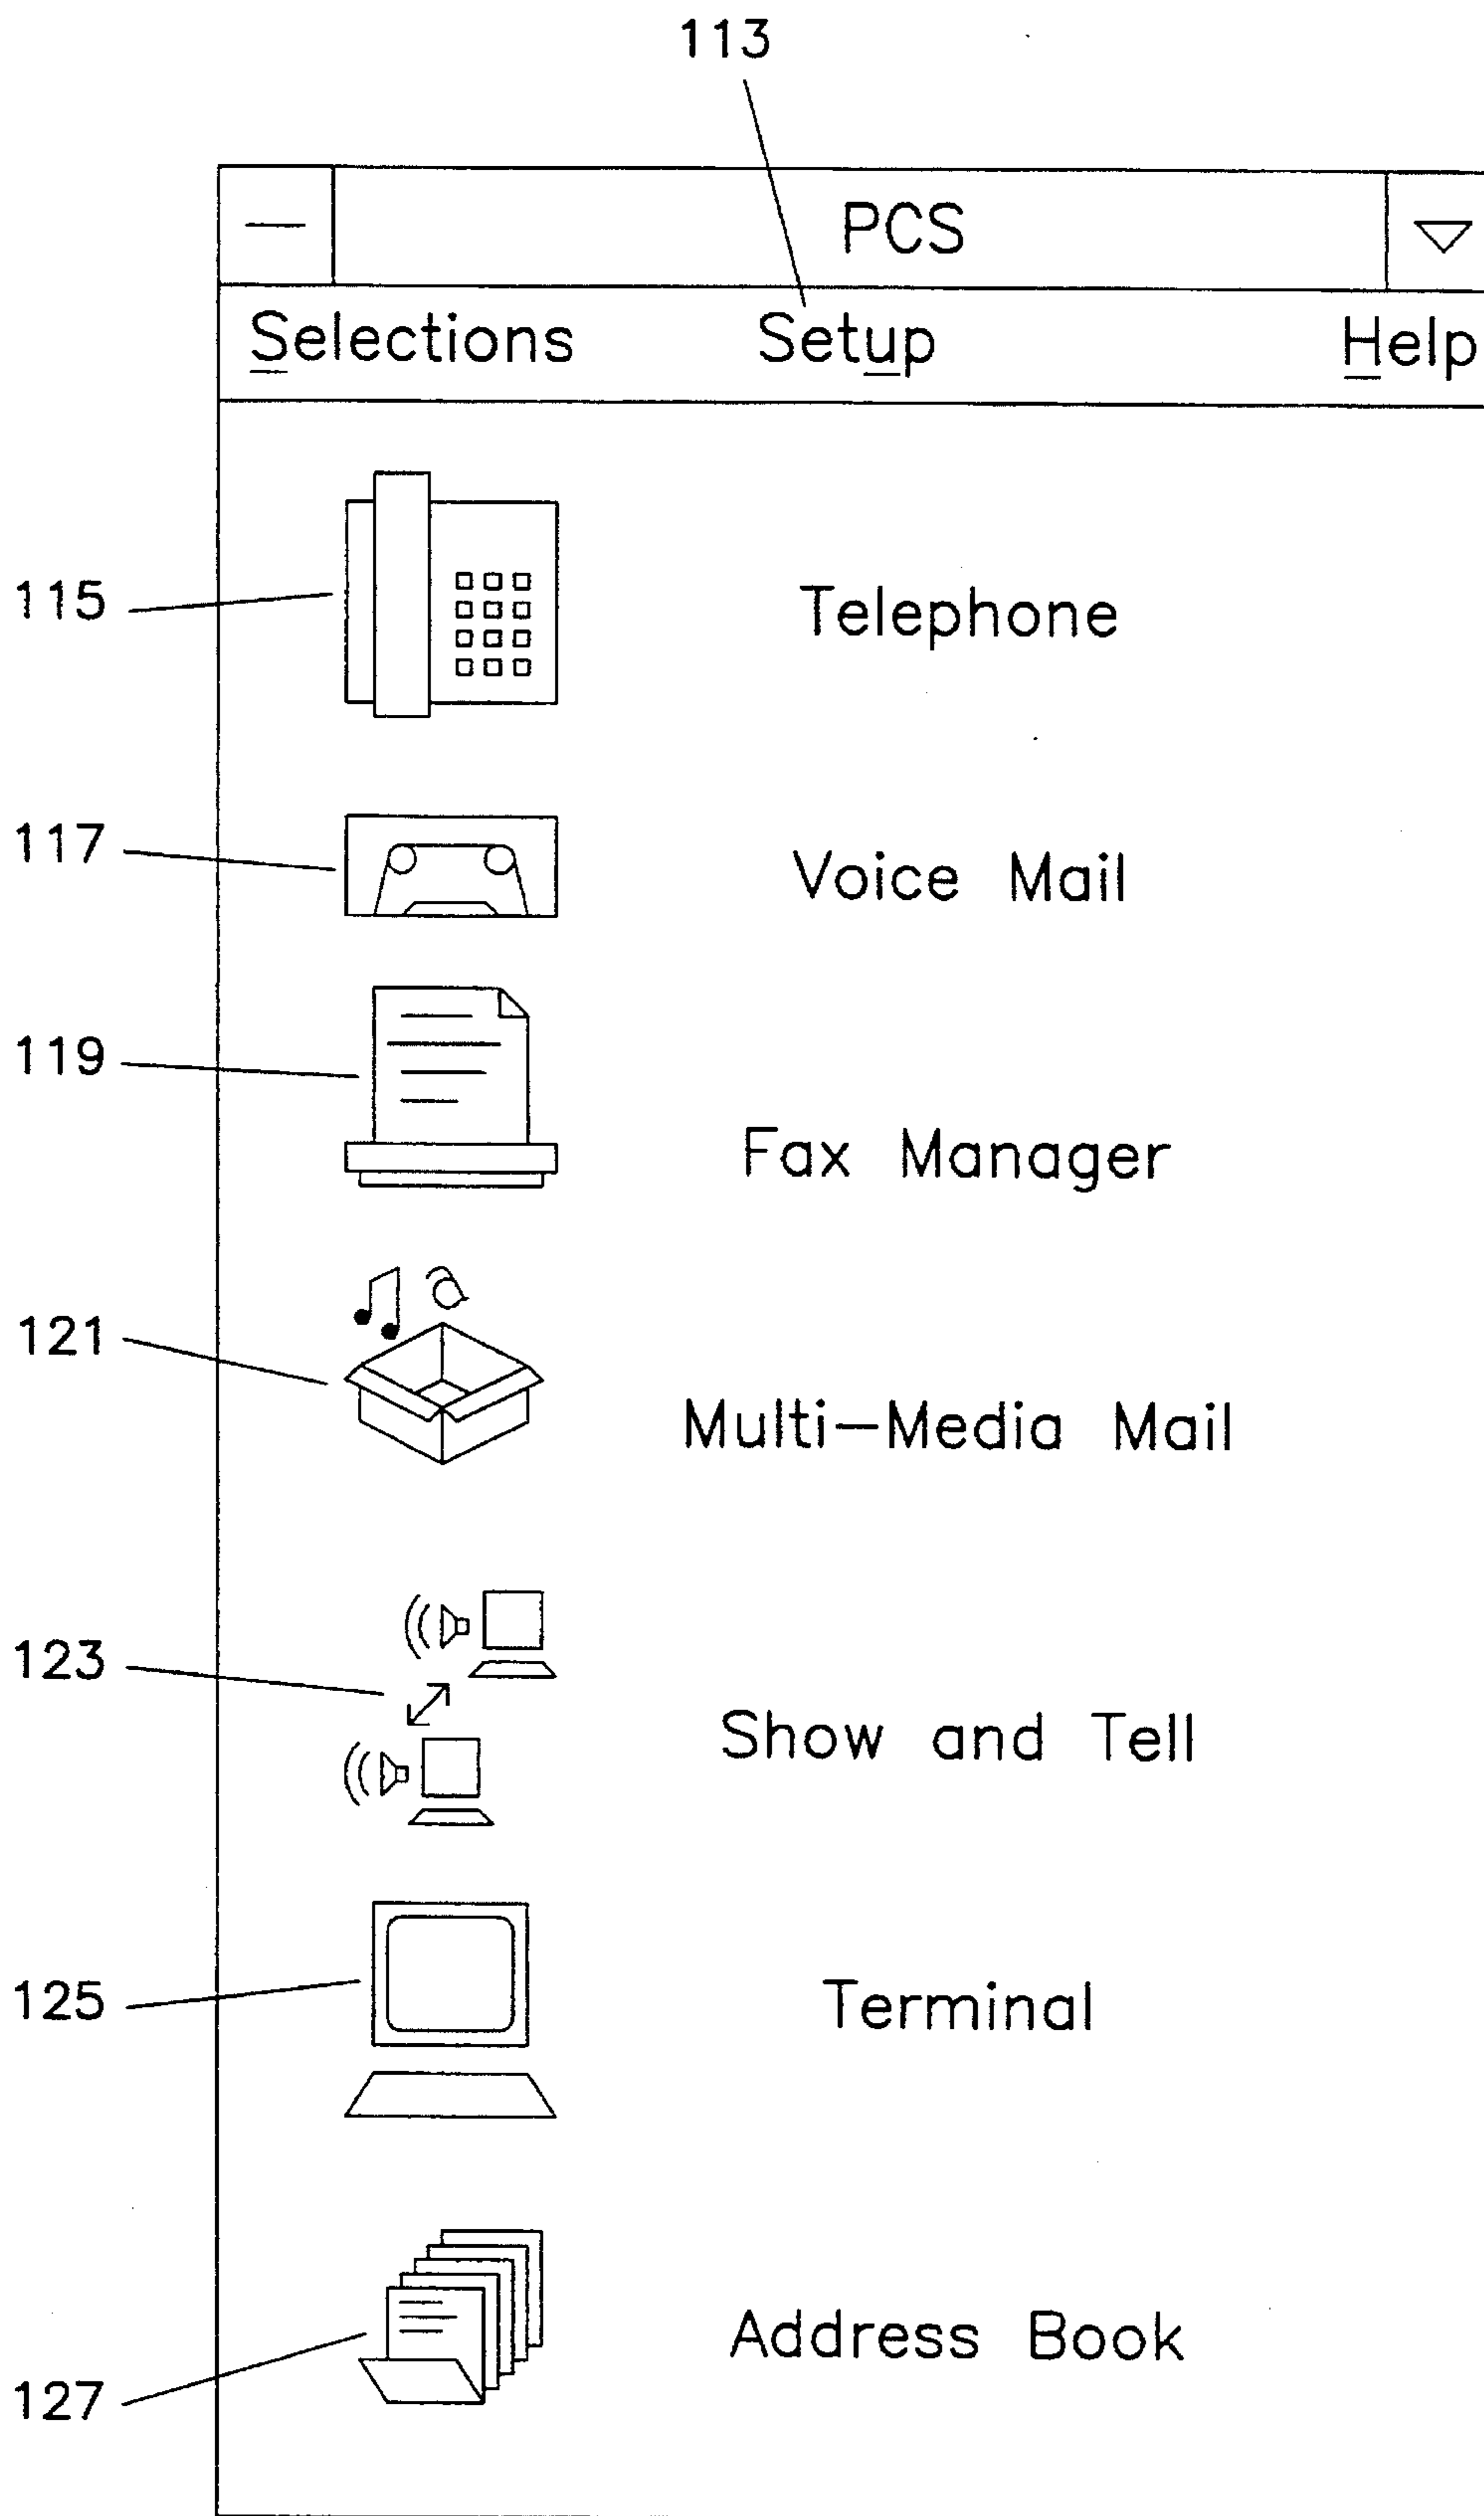 113
PCS
Selections Setup Help
115 Telephone
117 Voice Mail
119 Fax Manager
121 Multi-Media Mail
123 Show and Tell
125 Terminal
127 Address Book